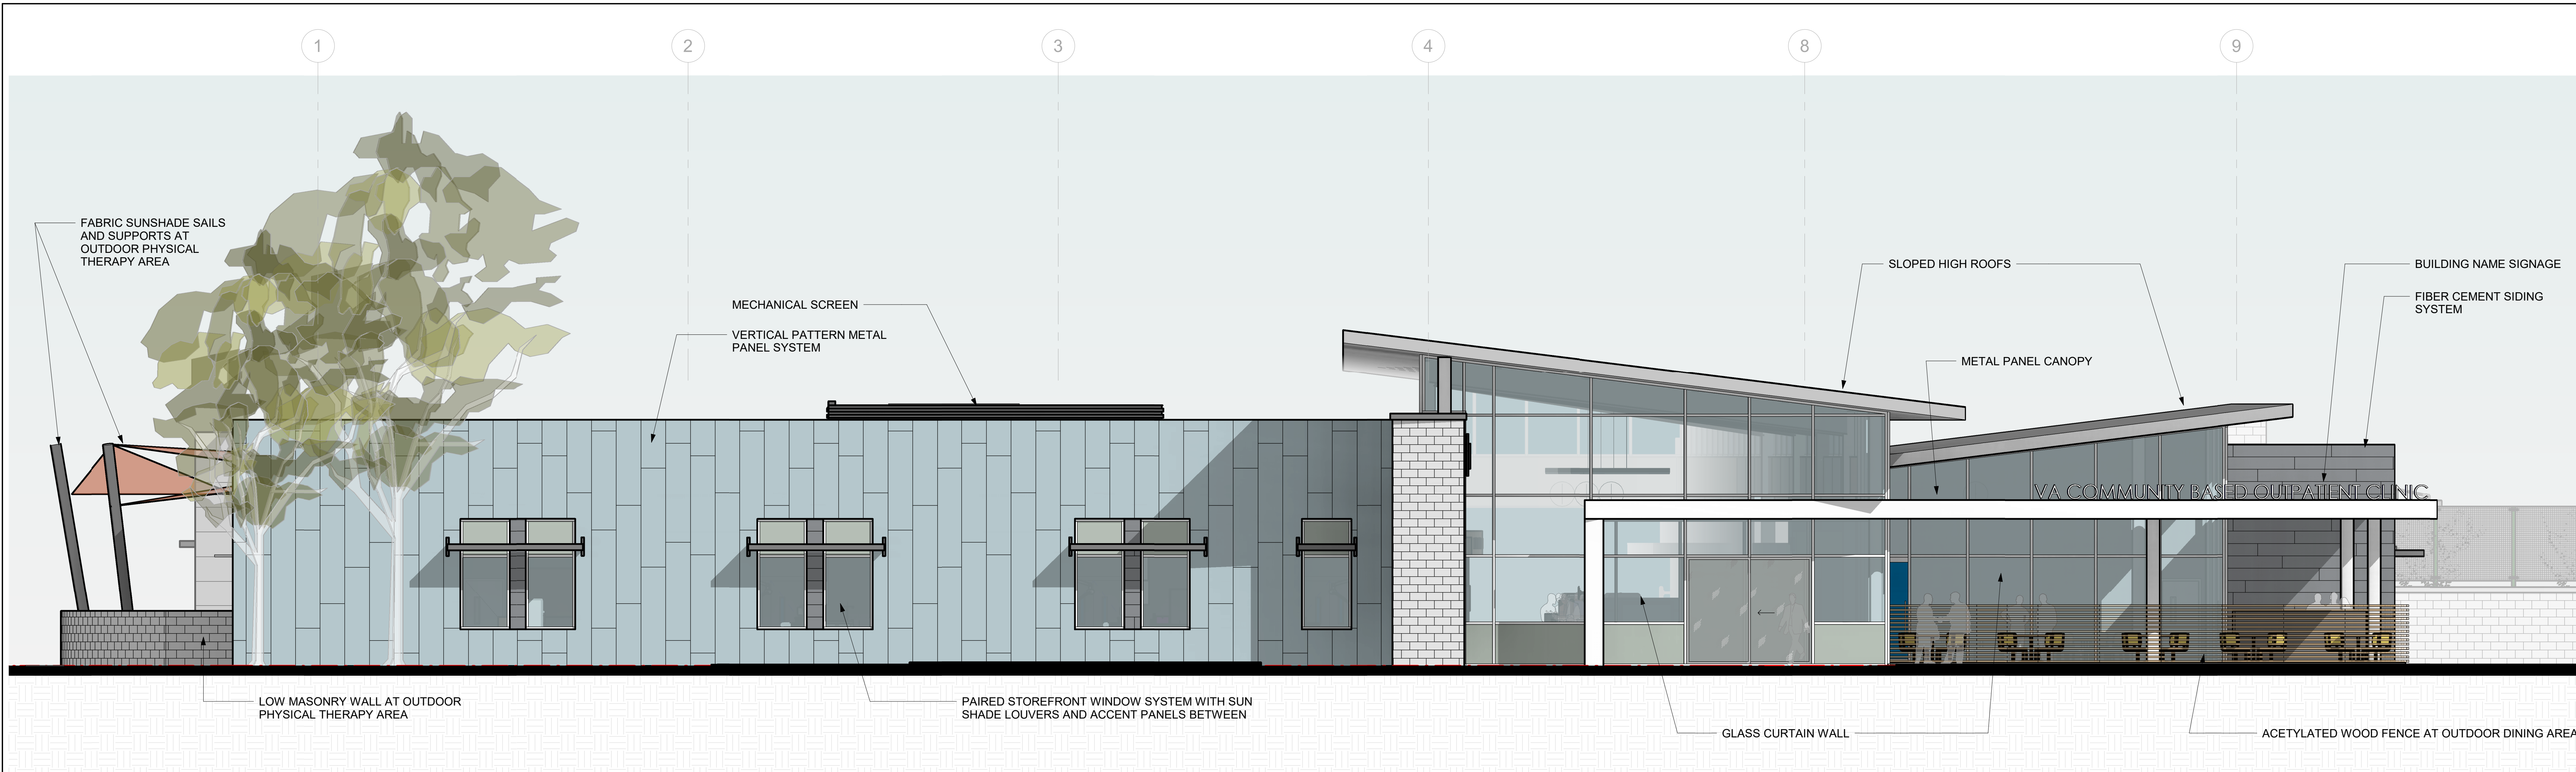 1
2
3
4
8
9
FABRIC SUNSHADE SAILS
AND SUPPORTS AT
OUTDOOR PHYSICAL
THERAPY AREA
MECHANICAL SCREEN
VERTICAL PATTERN METAL
PANEL SYSTEM
SLOPED HIGH ROOFS
METAL PANEL CANOPY
BUILDING NAME SIGNAGE
FIBER CEMENT SIDING
SYSTEM
VA COMMUNITY BASED OUTPATIENT CLINIC
LOW MASONRY WALL AT OUTDOOR
PHYSICAL THERAPY AREA
PAIRED STOREFRONT WINDOW SYSTEM WITH SUN
SHADE LOUVERS AND ACCENT PANELS BETWEEN
GLASS CURTAIN WALL
ACETYLATED WOOD FENCE AT OUTDOOR DINING AREA